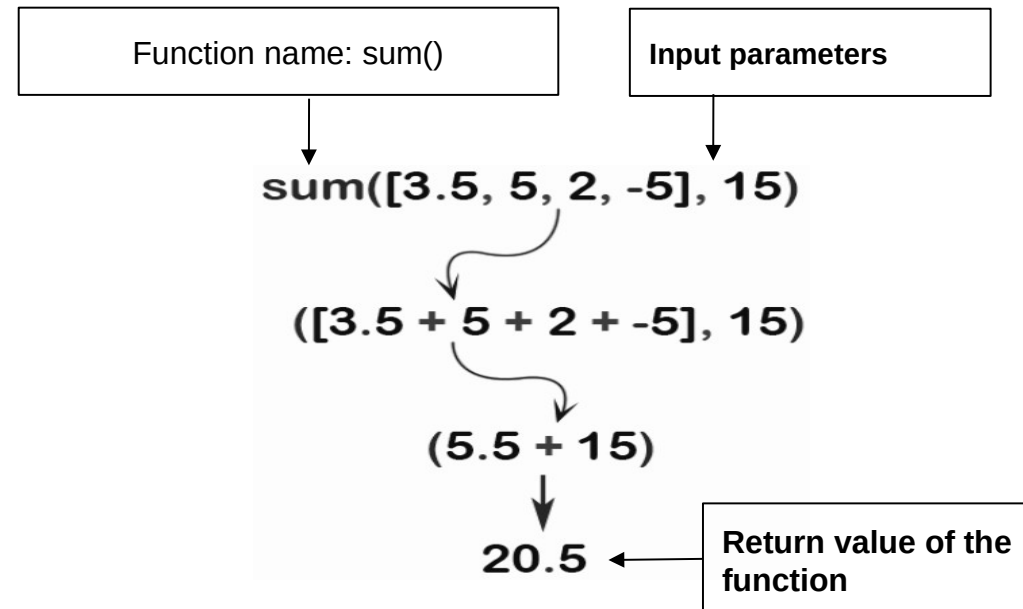 Function name: sum()
Input parameters
sum([3.5, 5, 2, -5], 15)
([3.5 + 5 + 2 + -5], 15)
(5.5 + 15)
20.5
Return value of the
function